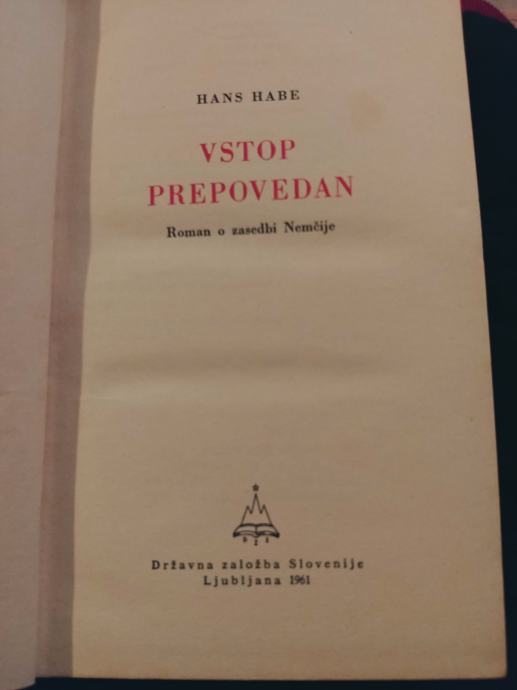 HANS HABE
VSTOP
PREPOVEDAN
Roman o zasedbi Nemčije
D Z S
Državna založba Slovenije
Ljubljana 1961